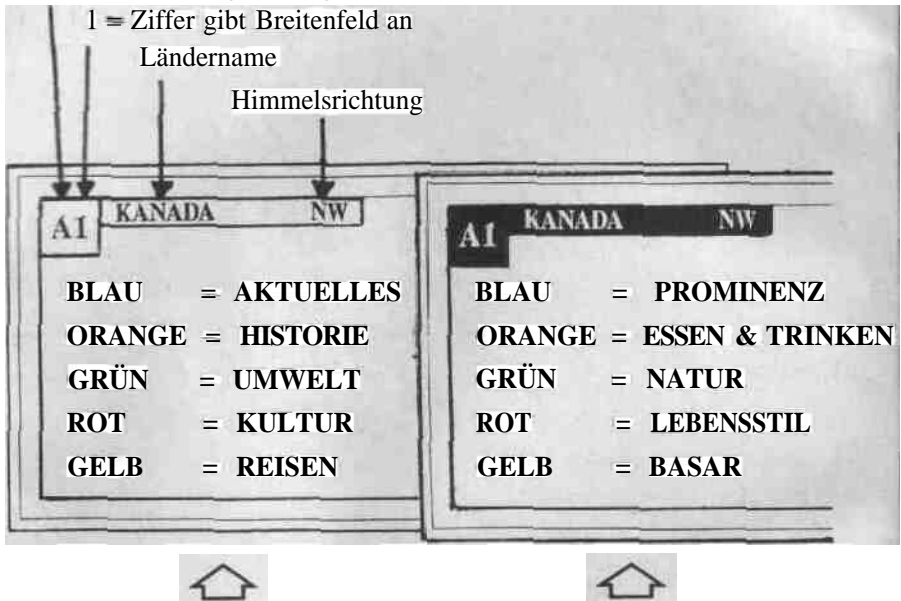 1 = Ziffer gibt Breitenfeld an
Ländername
Himmelsrichtung
A1 KANADA NW
BLAU = AKTUELLES
ORANGE = HISTORIE
GRÜN = UMWELT
ROT = KULTUR
GELB = REISEN
A1 KANADA NW
BLAU = PROMINENZ
ORANGE = ESSEN & TRINKEN
GRÜN = NATUR
ROT = LEBENSSTIL
GELB = BASAR